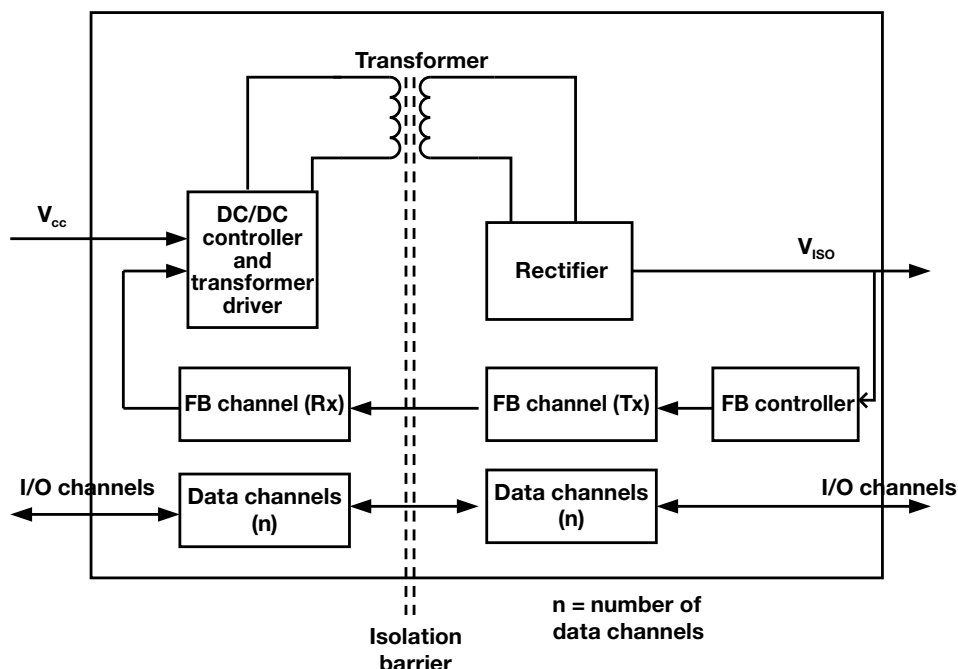 Transformer
V_cc
DC/DC
controller
and
transformer
driver
Rectifier
V_ISO
FB channel (Rx)
FB channel (Tx)
FB controller
I/O channels
Data channels
(n)
Data channels
(n)
I/O channels
n = number of
data channels
Isolation
barrier